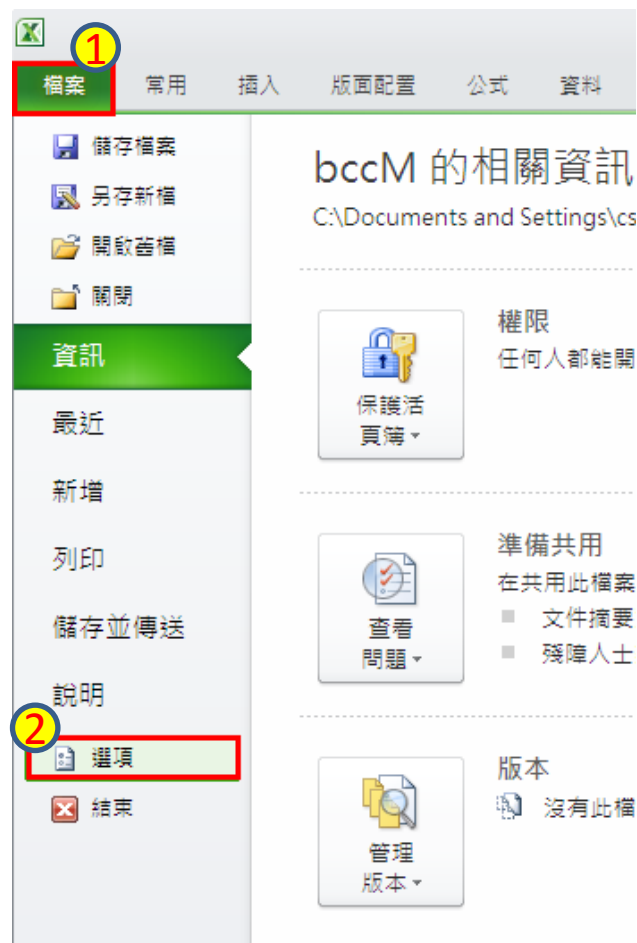 1
檔案 常用 插入 版面配置 公式 資料
儲存檔案
另存新檔
開啟舊檔
關閉
資訊
最近
新增
列印
儲存並傳送
說明
2
選項
結束
bccM 的相關資訊
C:\Documents and Settings\cs
權限
任何人都能開
保護活
頁簿
準備共用
在共用此檔案
文件摘要
殘障人士
查看
問題
版本
沒有此檔
管理
版本